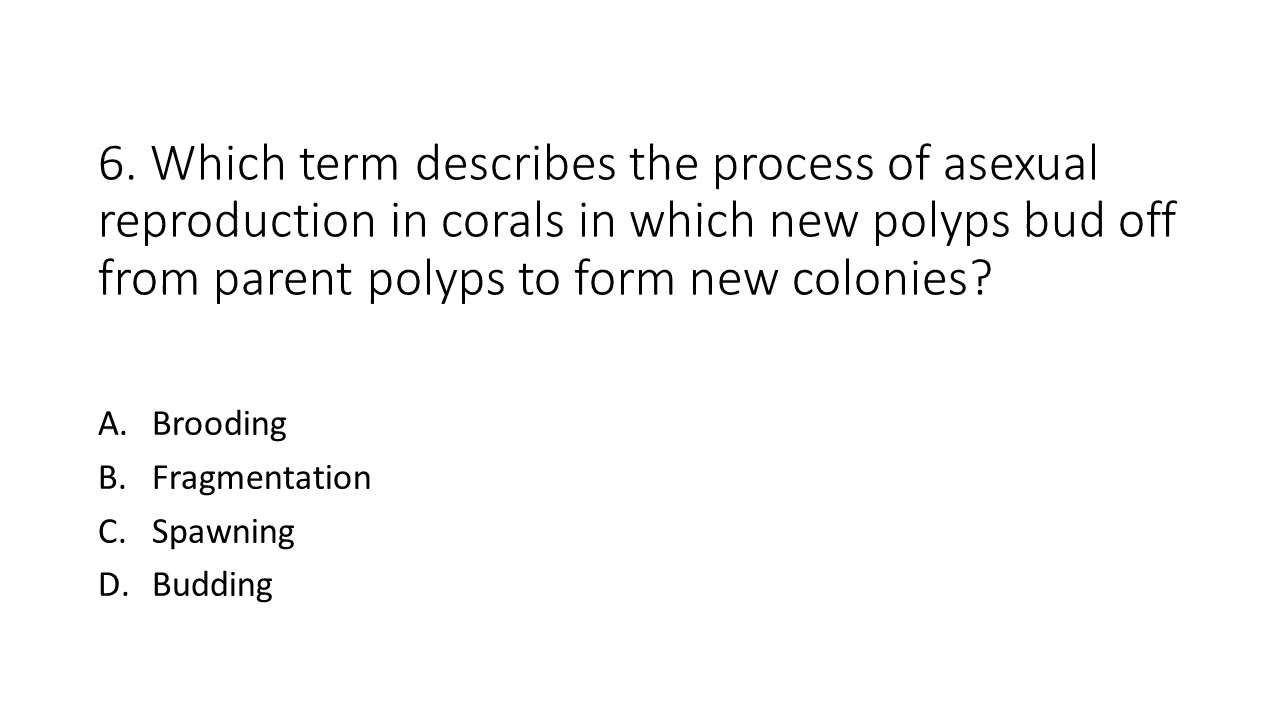 6. Which term describes the process of asexual
reproduction in corals in which new polyps bud off
from parent polyps to form new colonies?
A. Brooding
B. Fragmentation
C. Spawning
D. Budding